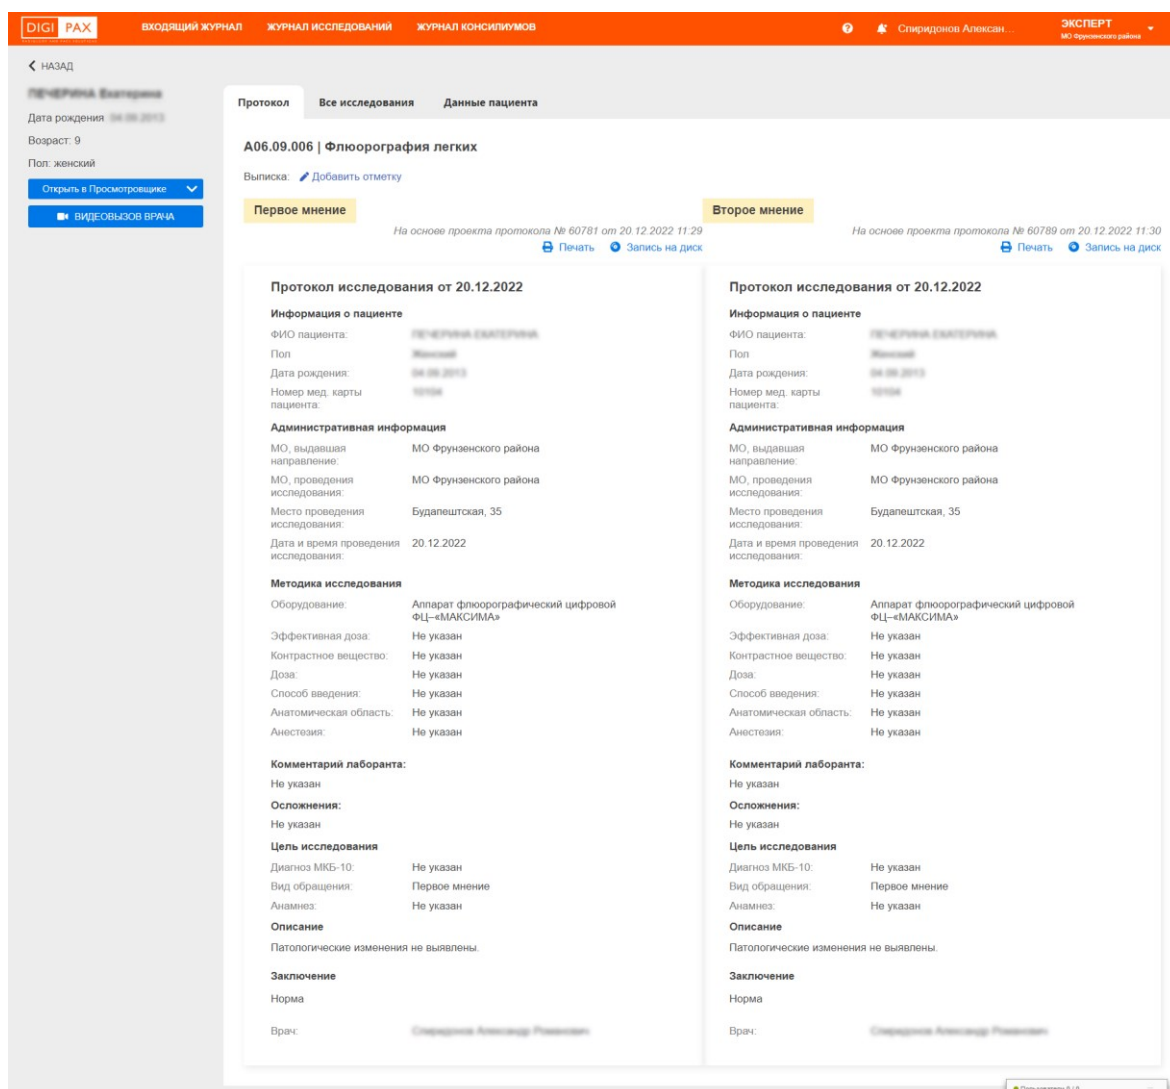 DIGI PAX
ВХОДЯЩИЙ ЖУРНАЛ ЖУРНАЛ ИССЛЕДОВАНИЙ ЖУРНАЛ КОНСИЛИУМОВ
Спиридонов Алексан...
ЭКСПЕРТ
МО Фрунзенского района
НАЗАД
Дата рождения
Возраст: 9
Пол: женский
Открыть в Просмотровщике
ВИДЕОВЫЗОВ ВРАЧА
Протокол Все исследования Данные пациента
A06.09.006 | Флюорография легких
Выписка: Добавить отметку
Первое мнение
На основе проекта протокола № 60781 от 20.12.2022 11:29
Печать Запись на диск
Протокол исследования от 20.12.2022
Информация о пациенте
ФИО пациента:
Пол
Дата рождения:
Номер мед. карты
пациента:
Административная информация
МО, выдавшая МО Фрунзенского района
направление:
МО, проведения МО Фрунзенского района
исследования:
Место проведения Будапештская, 35
исследования:
Дата и время проведения 20.12.2022
исследования:
Методика исследования
Оборудование: Аппарат флюорографический цифровой
ФЦ–«МАКСИМА»
Эффективная доза: Не указан
Контрастное вещество: Не указан
Доза: Не указан
Способ введения: Не указан
Анатомическая область: Не указан
Анестезия: Не указан
Комментарий лаборанта:
Не указан
Осложнения:
Не указан
Цель исследования
Диагноз МКБ-10: Не указан
Вид обращения: Первое мнение
Анамнез: Не указан
Описание
Патологические изменения не выявлены.
Заключение
Норма
Врач:
Второе мнение
На основе проекта протокола № 60789 от 20.12.2022 11:30
Печать Запись на диск
Протокол исследования от 20.12.2022
Информация о пациенте
ФИО пациента:
Пол
Дата рождения:
Номер мед. карты
пациента:
Административная информация
МО, выдавшая МО Фрунзенского района
направление:
МО, проведения МО Фрунзенского района
исследования:
Место проведения Будапештская, 35
исследования:
Дата и время проведения 20.12.2022
исследования:
Методика исследования
Оборудование: Аппарат флюорографический цифровой
ФЦ–«МАКСИМА»
Эффективная доза: Не указан
Контрастное вещество: Не указан
Доза: Не указан
Способ введения: Не указан
Анатомическая область: Не указан
Анестезия: Не указан
Комментарий лаборанта:
Не указан
Осложнения:
Не указан
Цель исследования
Диагноз МКБ-10: Не указан
Вид обращения: Первое мнение
Анамнез: Не указан
Описание
Патологические изменения не выявлены.
Заключение
Норма
Врач: